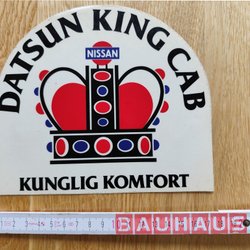 DATSUN KING CAB
NISSAN
KUNGLIG KOMFORT
BAUHAUS